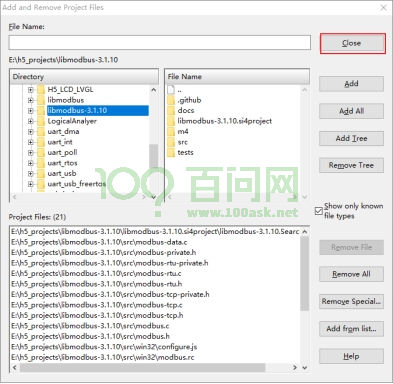 Add and Remove Project Files
File Name:
Close
E:\h5_projects\libmodbus-3.1.10
Directory
File Name
H5_LCD_LVGL
libmodbus
libmodbus-3.1.10
LogicalAnalyer
uart_dma
uart_int
uart_poll
uart_rtos
uart_usb
uart_usb_freertos
..
.github
docs
libmodbus-3.1.10.si4project
m4
src
tests
Add
Add All
Add Tree
Remove Tree
100问网
www.100ask.net
Show only known
file types
Project Files: (21)
E:\h5_projects\libmodbus-3.1.10\libmodbus-3.1.10.si4project\libmodbus-3.1.10.Searc
E:\h5_projects\libmodbus-3.1.10\src\modbus-data.c
E:\h5_projects\libmodbus-3.1.10\src\modbus-private.h
E:\h5_projects\libmodbus-3.1.10\src\modbus-rtu-private.h
E:\h5_projects\libmodbus-3.1.10\src\modbus-rtu.c
E:\h5_projects\libmodbus-3.1.10\src\modbus-rtu.h
E:\h5_projects\libmodbus-3.1.10\src\modbus-tcp-private.h
E:\h5_projects\libmodbus-3.1.10\src\modbus-tcp.c
E:\h5_projects\libmodbus-3.1.10\src\modbus-tcp.h
E:\h5_projects\libmodbus-3.1.10\src\modbus.c
E:\h5_projects\libmodbus-3.1.10\src\modbus.h
E:\h5_projects\libmodbus-3.1.10\src\win32\configure.js
E:\h5_projects\libmodbus-3.1.10\src\win32\modbus.rc
Remove File
Remove All
Remove Special...
Add from list...
Help